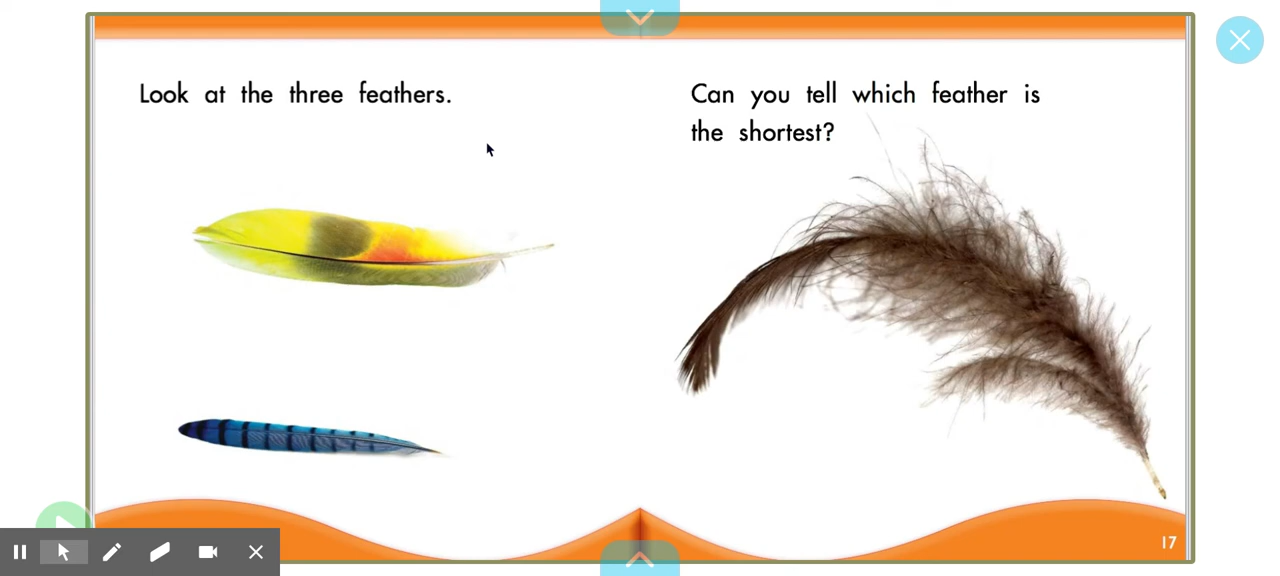 Look at the three feathers.
Can you tell which feather is
the shortest?
17